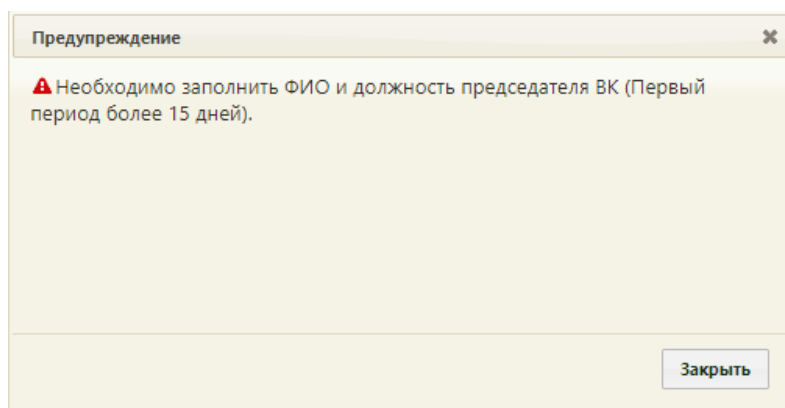 Предупреждение
Необходимо заполнить ФИО и должность председателя ВК (Первый
период более 15 дней).
Закрыть